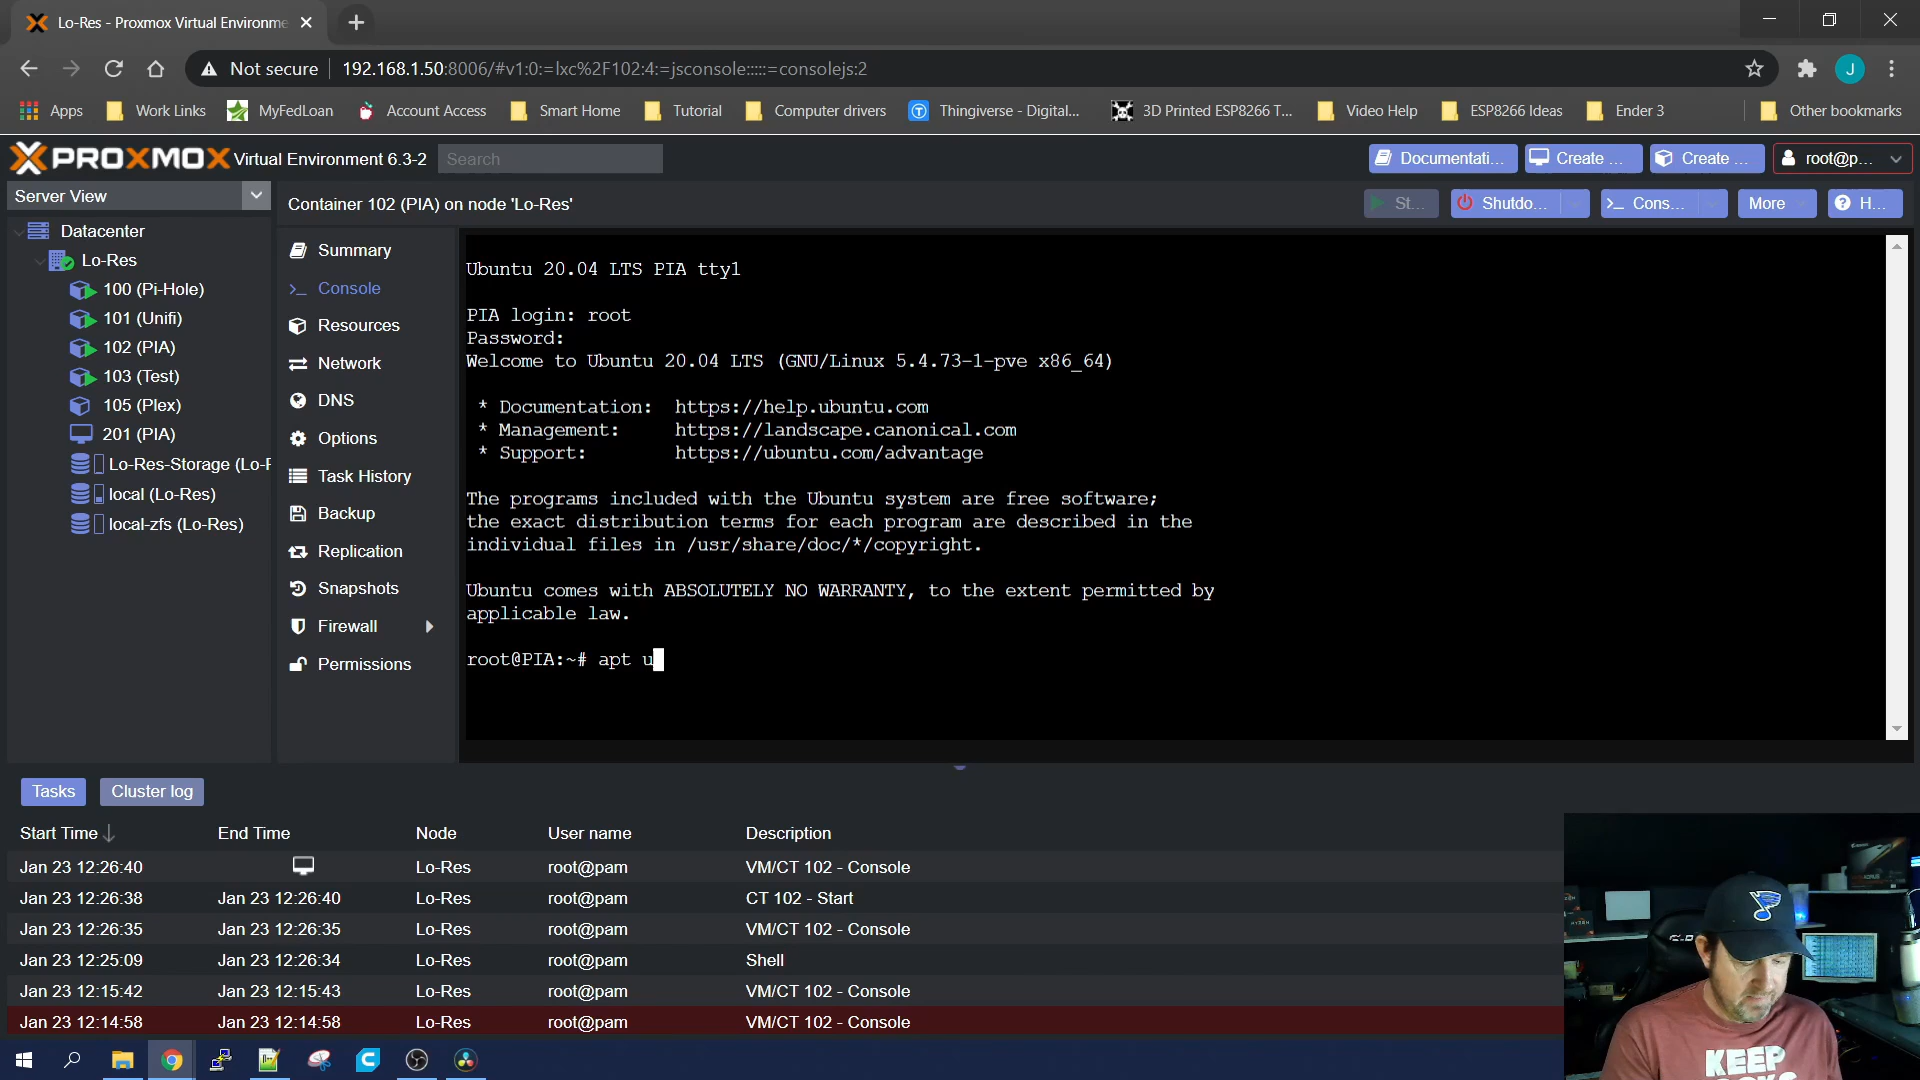 Lo-Res - Proxmox Virtual Environme
Not secure 192.168.1.50:8006/#v1:0:=lxc%2F102:4:=jsconsole:::::=consolejs:2
J
Apps Work Links MyFedLoan Account Access Smart Home Tutorial Computer drivers Thingiverse - Digital... 3D Printed ESP8266 T... Video Help ESP8266 Ideas Ender 3 Other bookmarks
PROXMOX Virtual Environment 6.3-2 Search Documentati... Create ... Create ... root@p...
Server View
Container 102 (PIA) on node 'Lo-Res' St... Shutdo... Cons... More H...
Datacenter
Lo-Res
100 (Pi-Hole)
101 (Unifi)
102 (PIA)
103 (Test)
105 (Plex)
201 (PIA)
Lo-Res-Storage (Lo-R
local (Lo-Res)
local-zfs (Lo-Res)
Summary
Console
Resources
Network
DNS
Options
Task History
Backup
Replication
Snapshots
Firewall
Permissions
Ubuntu 20.04 LTS PIA tty1
PIA login: root
Password:
Welcome to Ubuntu 20.04 LTS (GNU/Linux 5.4.73-1-pve x86_64)
* Documentation: https://help.ubuntu.com
* Management: https://landscape.canonical.com
* Support: https://ubuntu.com/advantage
The programs included with the Ubuntu system are free software;
the exact distribution terms for each program are described in the
individual files in /usr/share/doc/*/copyright.
Ubuntu comes with ABSOLUTELY NO WARRANTY, to the extent permitted by
applicable law.
root@PIA:~# apt u
Tasks Cluster log
Start Time End Time Node User name Description
Jan 23 12:26:40 Lo-Res root@pam VM/CT 102 - Console
Jan 23 12:26:38 Jan 23 12:26:40 Lo-Res root@pam CT 102 - Start
Jan 23 12:26:35 Jan 23 12:26:35 Lo-Res root@pam VM/CT 102 - Console
Jan 23 12:25:09 Jan 23 12:26:34 Lo-Res root@pam Shell
Jan 23 12:15:42 Jan 23 12:15:43 Lo-Res root@pam VM/CT 102 - Console
Jan 23 12:14:58 Jan 23 12:14:58 Lo-Res root@pam VM/CT 102 - Console
KEEP